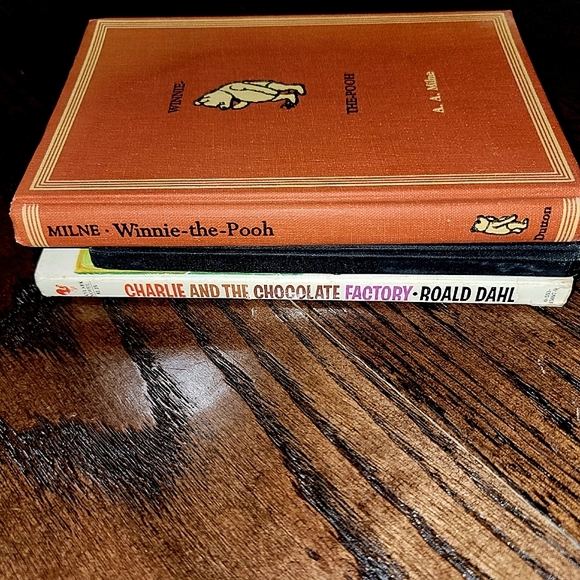 WINNIE-
THE-POOH
A. A. Milne
MILNE · Winnie-the-Pooh
Dutton
CHARLIE AND THE CHOCOLATE FACTORY · ROALD DAHL